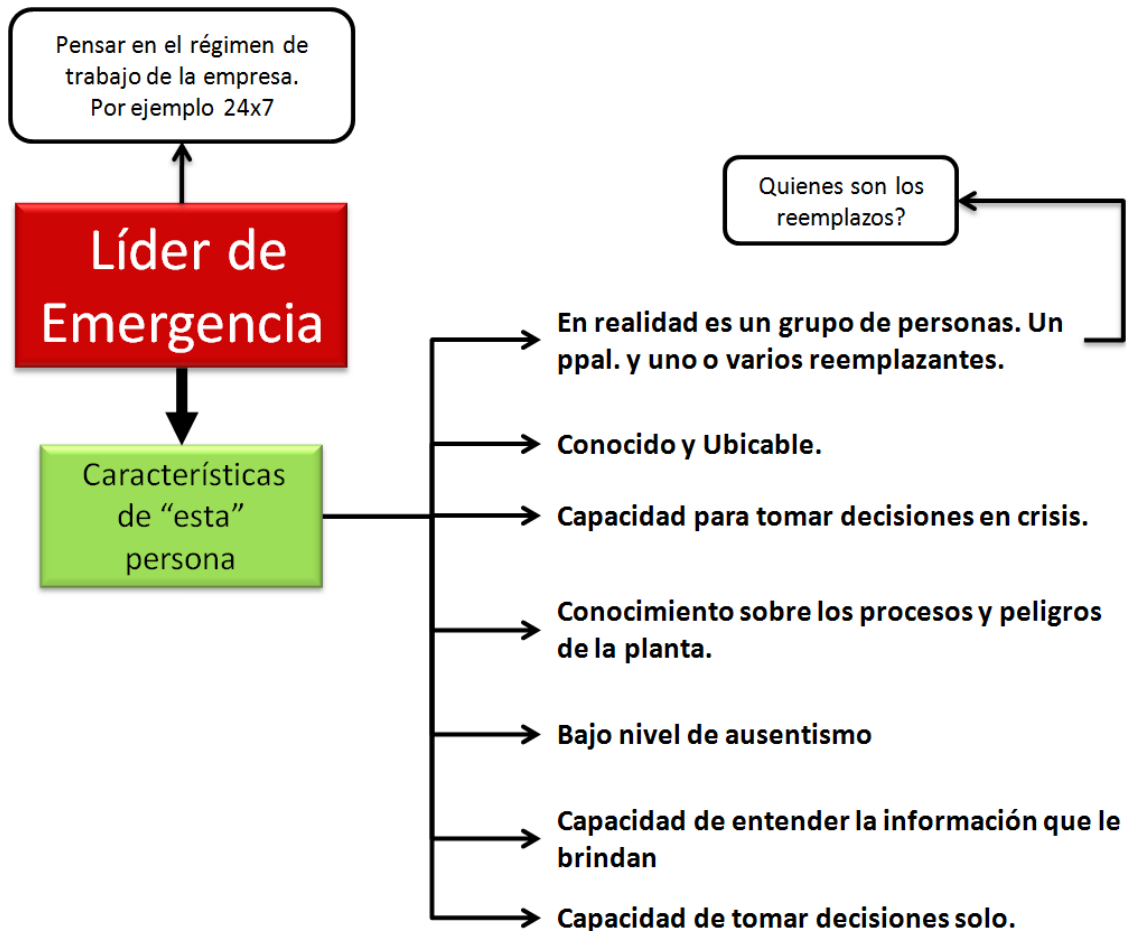 Pensar en el régimen de
trabajo de la empresa.
Por ejemplo 24x7
Líder de
Emergencia
Características
de “esta”
persona
Quienes son los
reemplazos?
En realidad es un grupo de personas. Un
ppal. y uno o varios reemplazantes.
Conocido y Ubicable.
Capacidad para tomar decisiones en crisis.
Conocimiento sobre los procesos y peligros
de la planta.
Bajo nivel de ausentismo
Capacidad de entender la información que le
brindan
Capacidad de tomar decisiones solo.